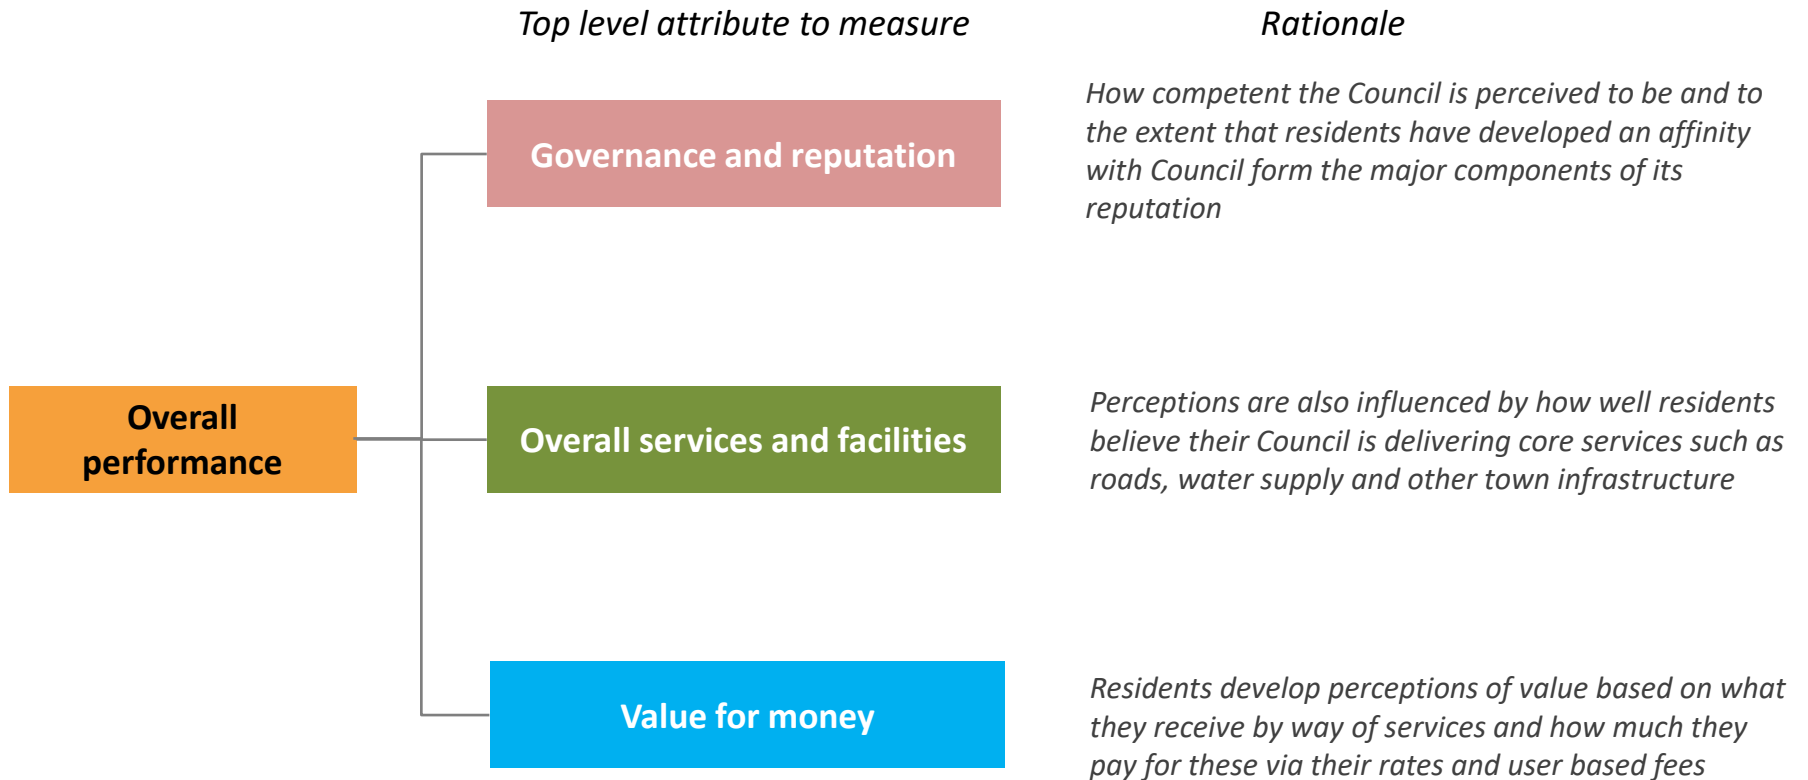 Top level attribute to measure
Rationale
Governance and reputation
How competent the Council is perceived to be and to
the extent that residents have developed an affinity
with Council form the major components of its
reputation
Overall
performance
Overall services and facilities
Perceptions are also influenced by how well residents
believe their Council is delivering core services such as
roads, water supply and other town infrastructure
Value for money
Residents develop perceptions of value based on what
they receive by way of services and how much they
pay for these via their rates and user based fees